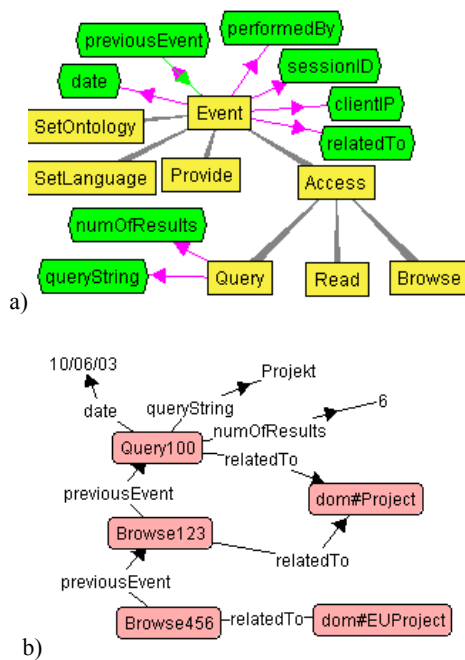 previousEvent
performedBy
date
sessionID
Event
clientIP
SetOntology
relatedTo
SetLanguage
Provide
Access
numOfResults
queryString
Query
Read
Browse
a)
10/06/03
Projekt
date
queryString
6
numOfResults
Query100
relatedTo
previousEvent
dom#Project
Browse123
relatedTo
previousEvent
Browse456
relatedTo
dom#EUProject
b)